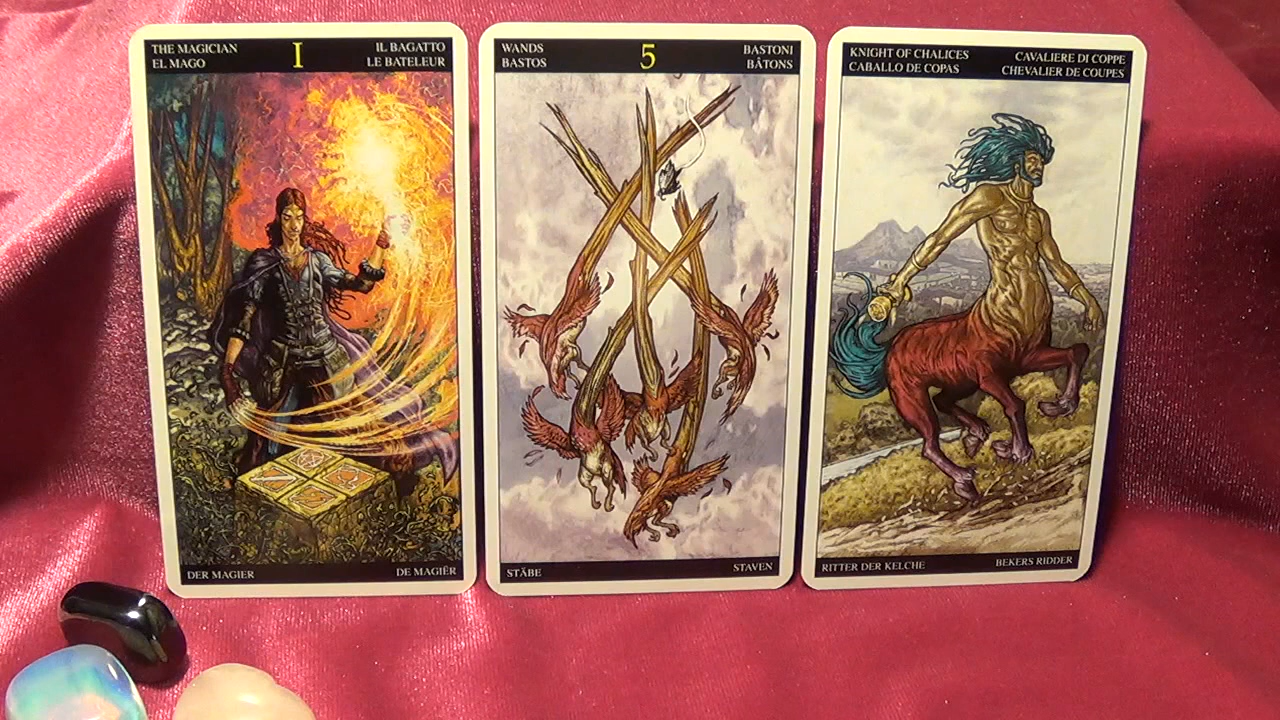 THE MAGICIAN
EL MAGO
I
IL BAGATTO
LE BATELEUR
DER MAGIER
DE MAGIËR
WANDS
BASTOS
5
BASTONI
BÂTONS
STÄBE
STAVEN
KNIGHT OF CHALICES
CABALLO DE COPAS
CAVALIERE DI COPPE
CHEVALIER DE COUPES
RITTER DER KELCHE
BEKERS RIDDER